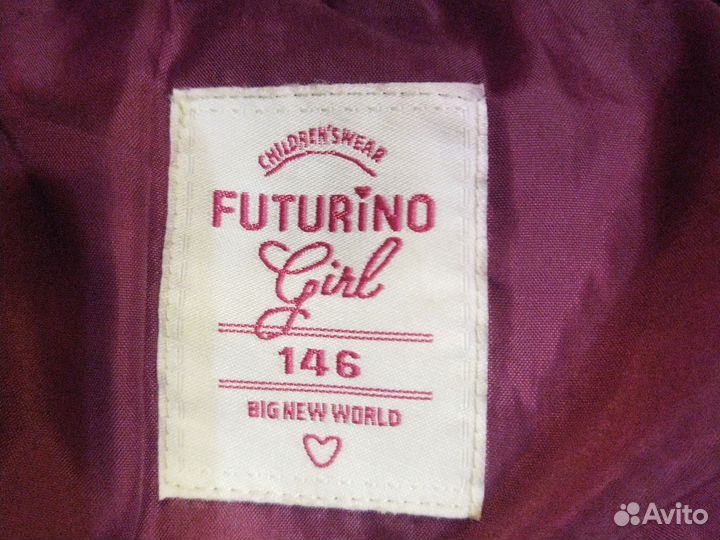 CHILDREN'SWEAR
FUTURiNO
Girl
146
BIG NEW WORLD
Avito